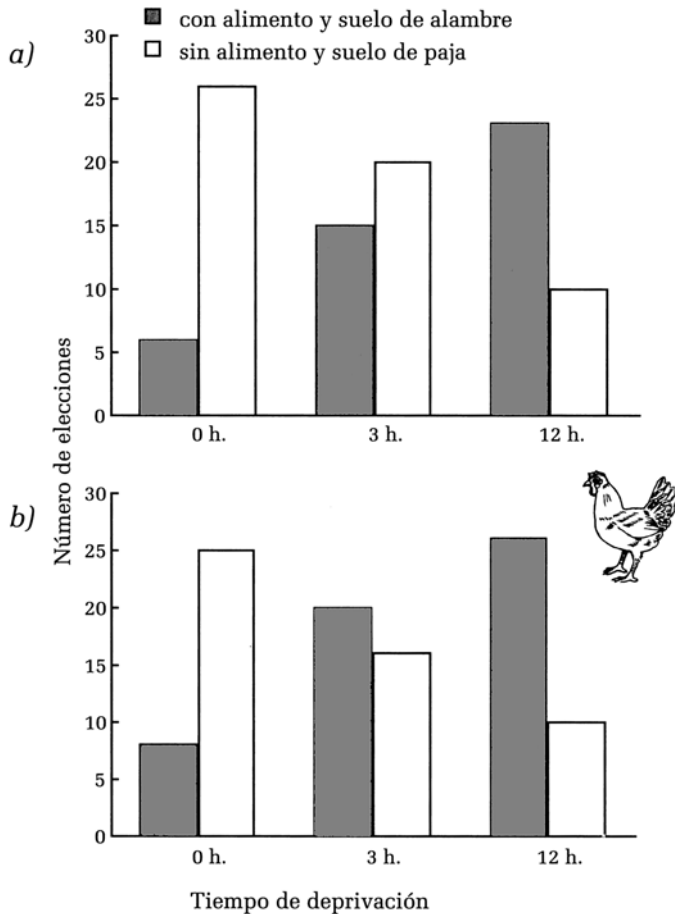 con alimento y suelo de alambre
sin alimento y suelo de paja
a)
30
25
20
15
10
5
0
0 h.
3 h.
12 h.
Número de elecciones
b)
30
25
20
15
10
5
0
0 h.
3 h.
12 h.
Tiempo de deprivación